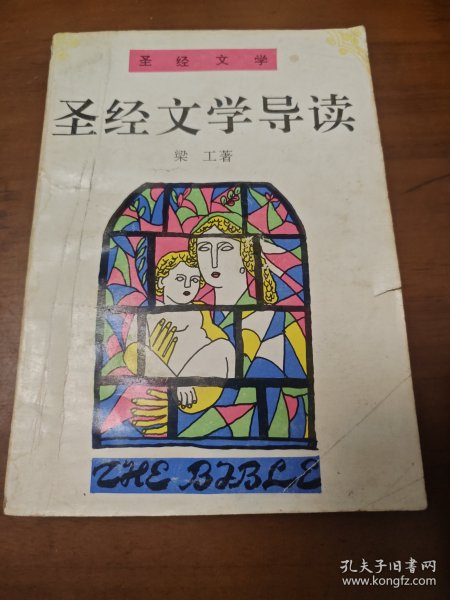 圣经文学
圣经文学导读
梁 工著
THE BIBLE
孔夫子旧书网
www.kongfz.com